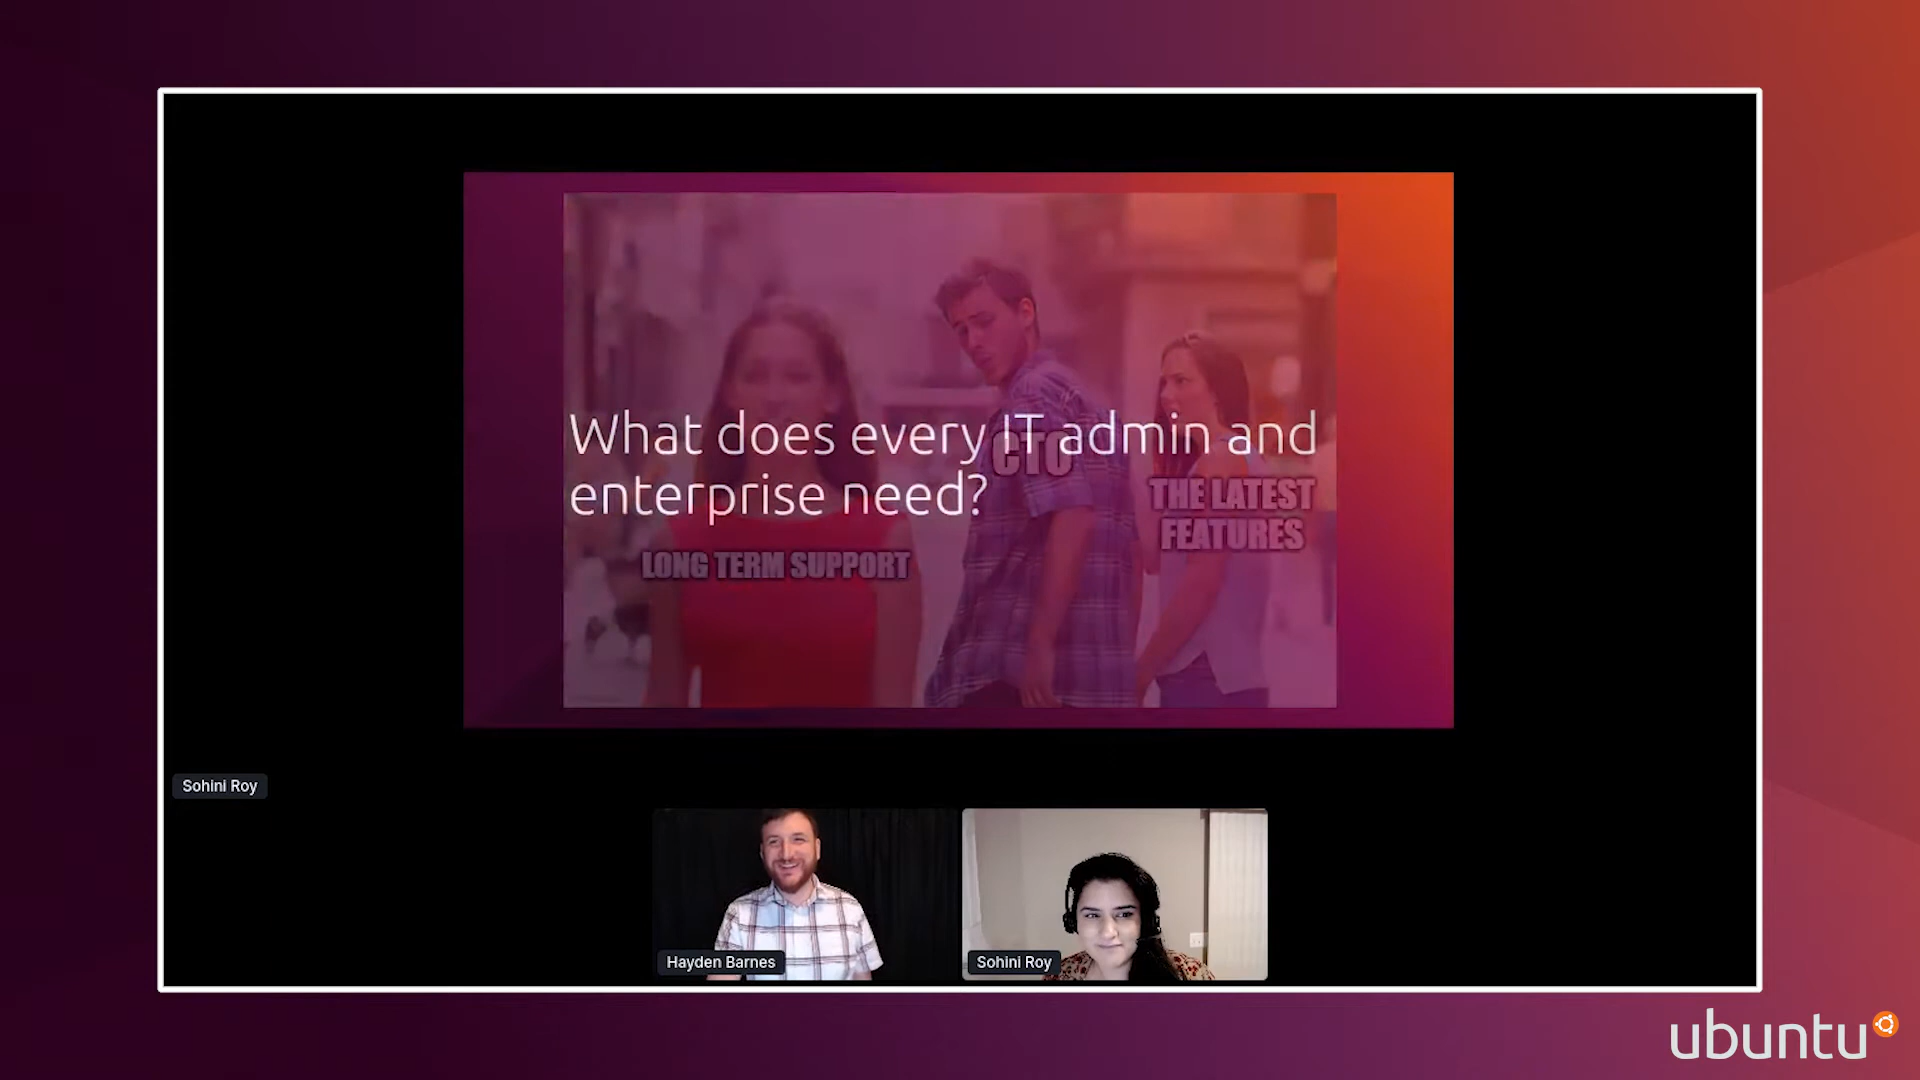 What does every IT admin and
enterprise need?
CTO
THE LATEST
FEATURES
LONG TERM SUPPORT
Sohini Roy
Hayden Barnes
Sohini Roy
ubuntu